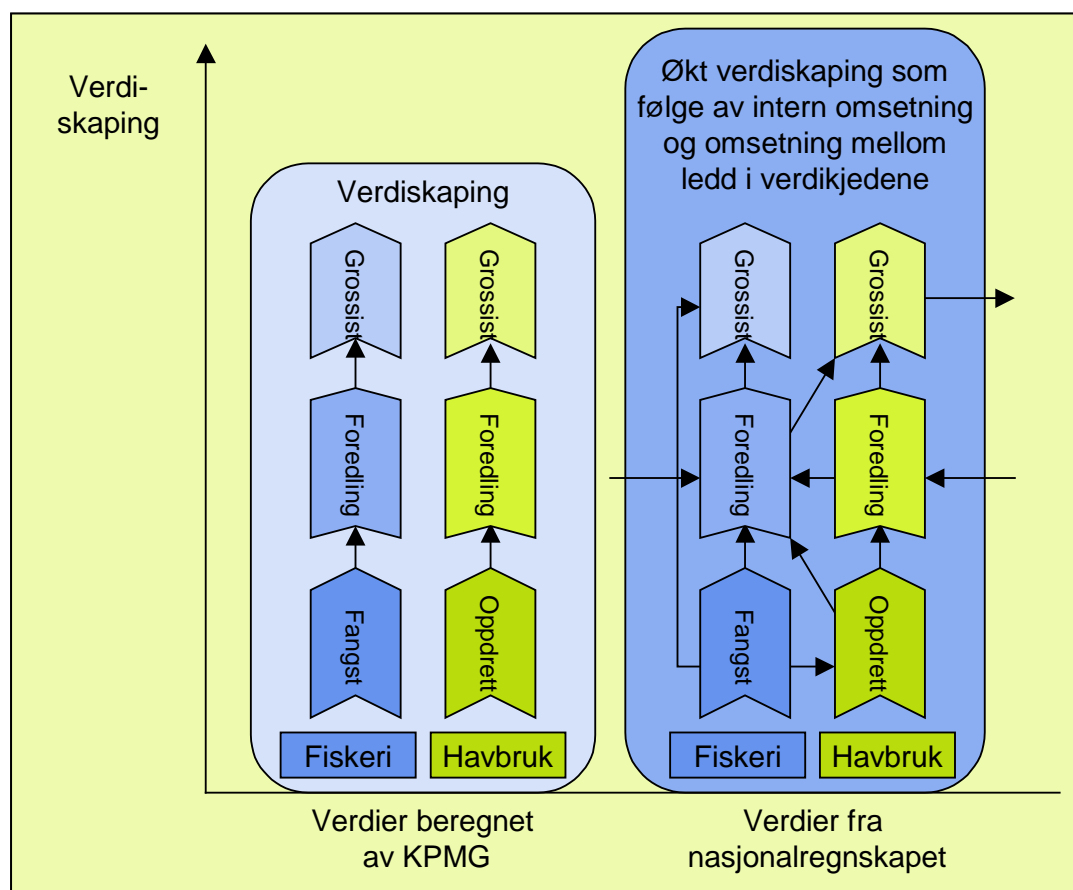 Verdi-
skaping
Verdiskaping
Grossist
Grossist
Foredling
Foredling
Fangst
Oppdrett
Fiskeri
Havbruk
Økt verdiskaping som
følge av intern omsetning
og omsetning mellom
ledd i verdikjedene
Grossist
Grossist
Foredling
Foredling
Fangst
Oppdrett
Fiskeri
Havbruk
Verdier beregnet
av KPMG
Verdier fra
nasjonalregnskapet